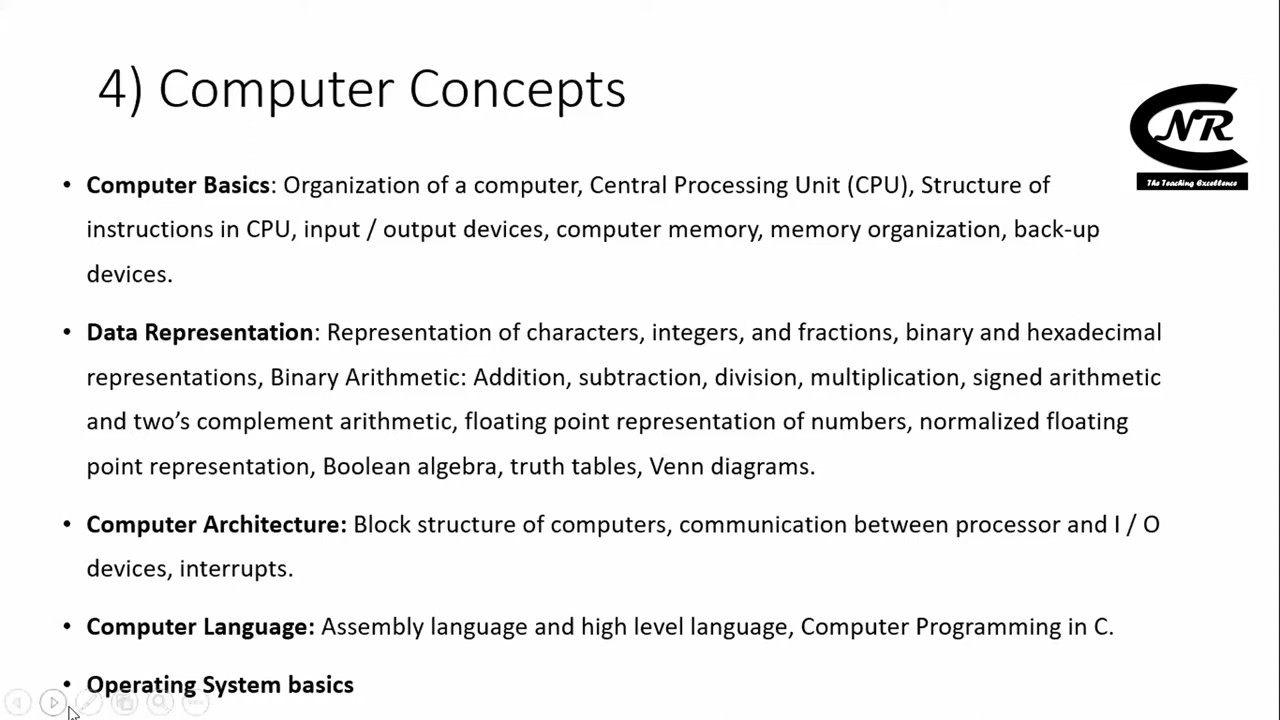 4) Computer Concepts
CNR
The Teaching Excellence
• Computer Basics: Organization of a computer, Central Processing Unit (CPU), Structure of
instructions in CPU, input / output devices, computer memory, memory organization, back-up
devices.
• Data Representation: Representation of characters, integers, and fractions, binary and hexadecimal
representations, Binary Arithmetic: Addition, subtraction, division, multiplication, signed arithmetic
and two’s complement arithmetic, floating point representation of numbers, normalized floating
point representation, Boolean algebra, truth tables, Venn diagrams.
• Computer Architecture: Block structure of computers, communication between processor and I / O
devices, interrupts.
• Computer Language: Assembly language and high level language, Computer Programming in C.
• Operating System basics